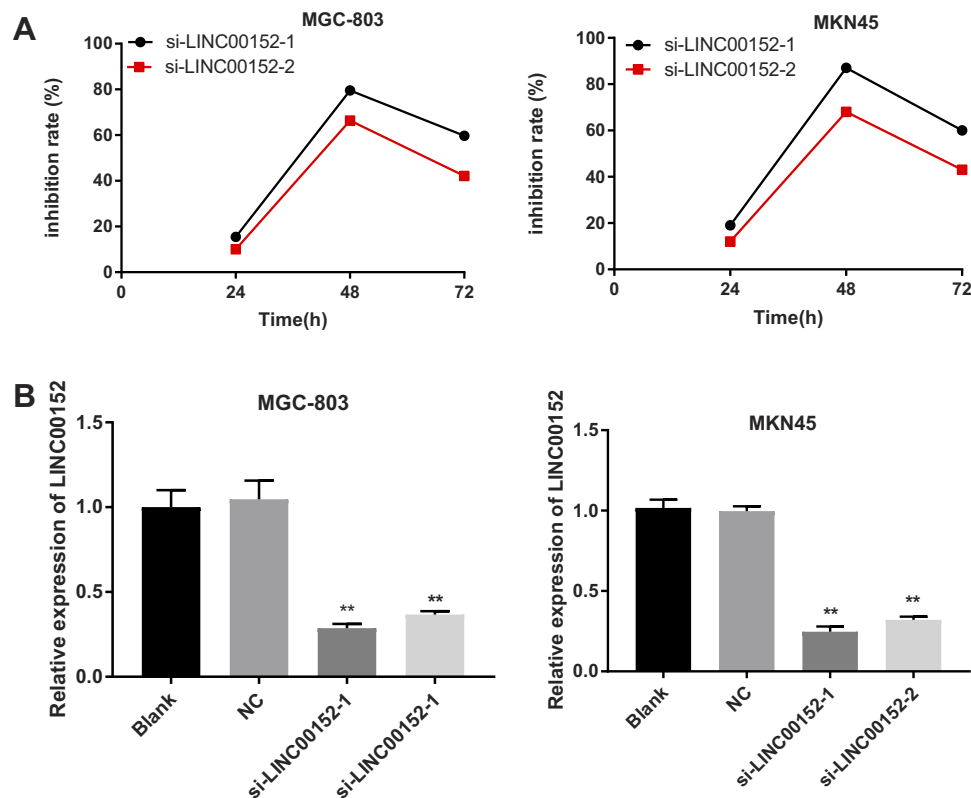 A
MGC-803
si-LINC00152-1
si-LINC00152-2
inhibition rate (%)
100
80
60
40
20
0
0 24 48 72
Time(h)
MKN45
si-LINC00152-1
si-LINC00152-2
inhibition rate (%)
100
80
60
40
20
0
0 24 48 72
Time(h)
B
MGC-803
Relative expression of LINC00152
1.5
1.0
0.5
0.0
** **
Blank
NC
si-LINC00152-1
si-LINC00152-1
MKN45
Relative expression of LINC00152
1.5
1.0
0.5
0.0
** **
Blank
NC
si-LINC00152-1
si-LINC00152-2